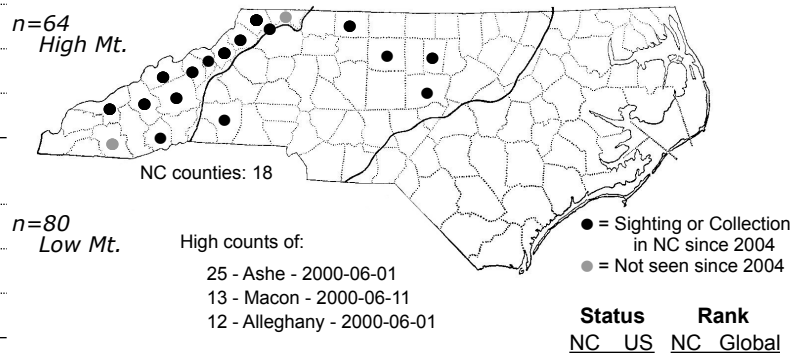 n=64
High Mt.
NC counties: 18
n=80
Low Mt.
High counts of:
25 - Ashe - 2000-06-01
13 - Macon - 2000-06-11
12 - Alleghany - 2000-06-01
= Sighting or Collection
in NC since 2004
= Not seen since 2004
Status Rank
NC US NC Global